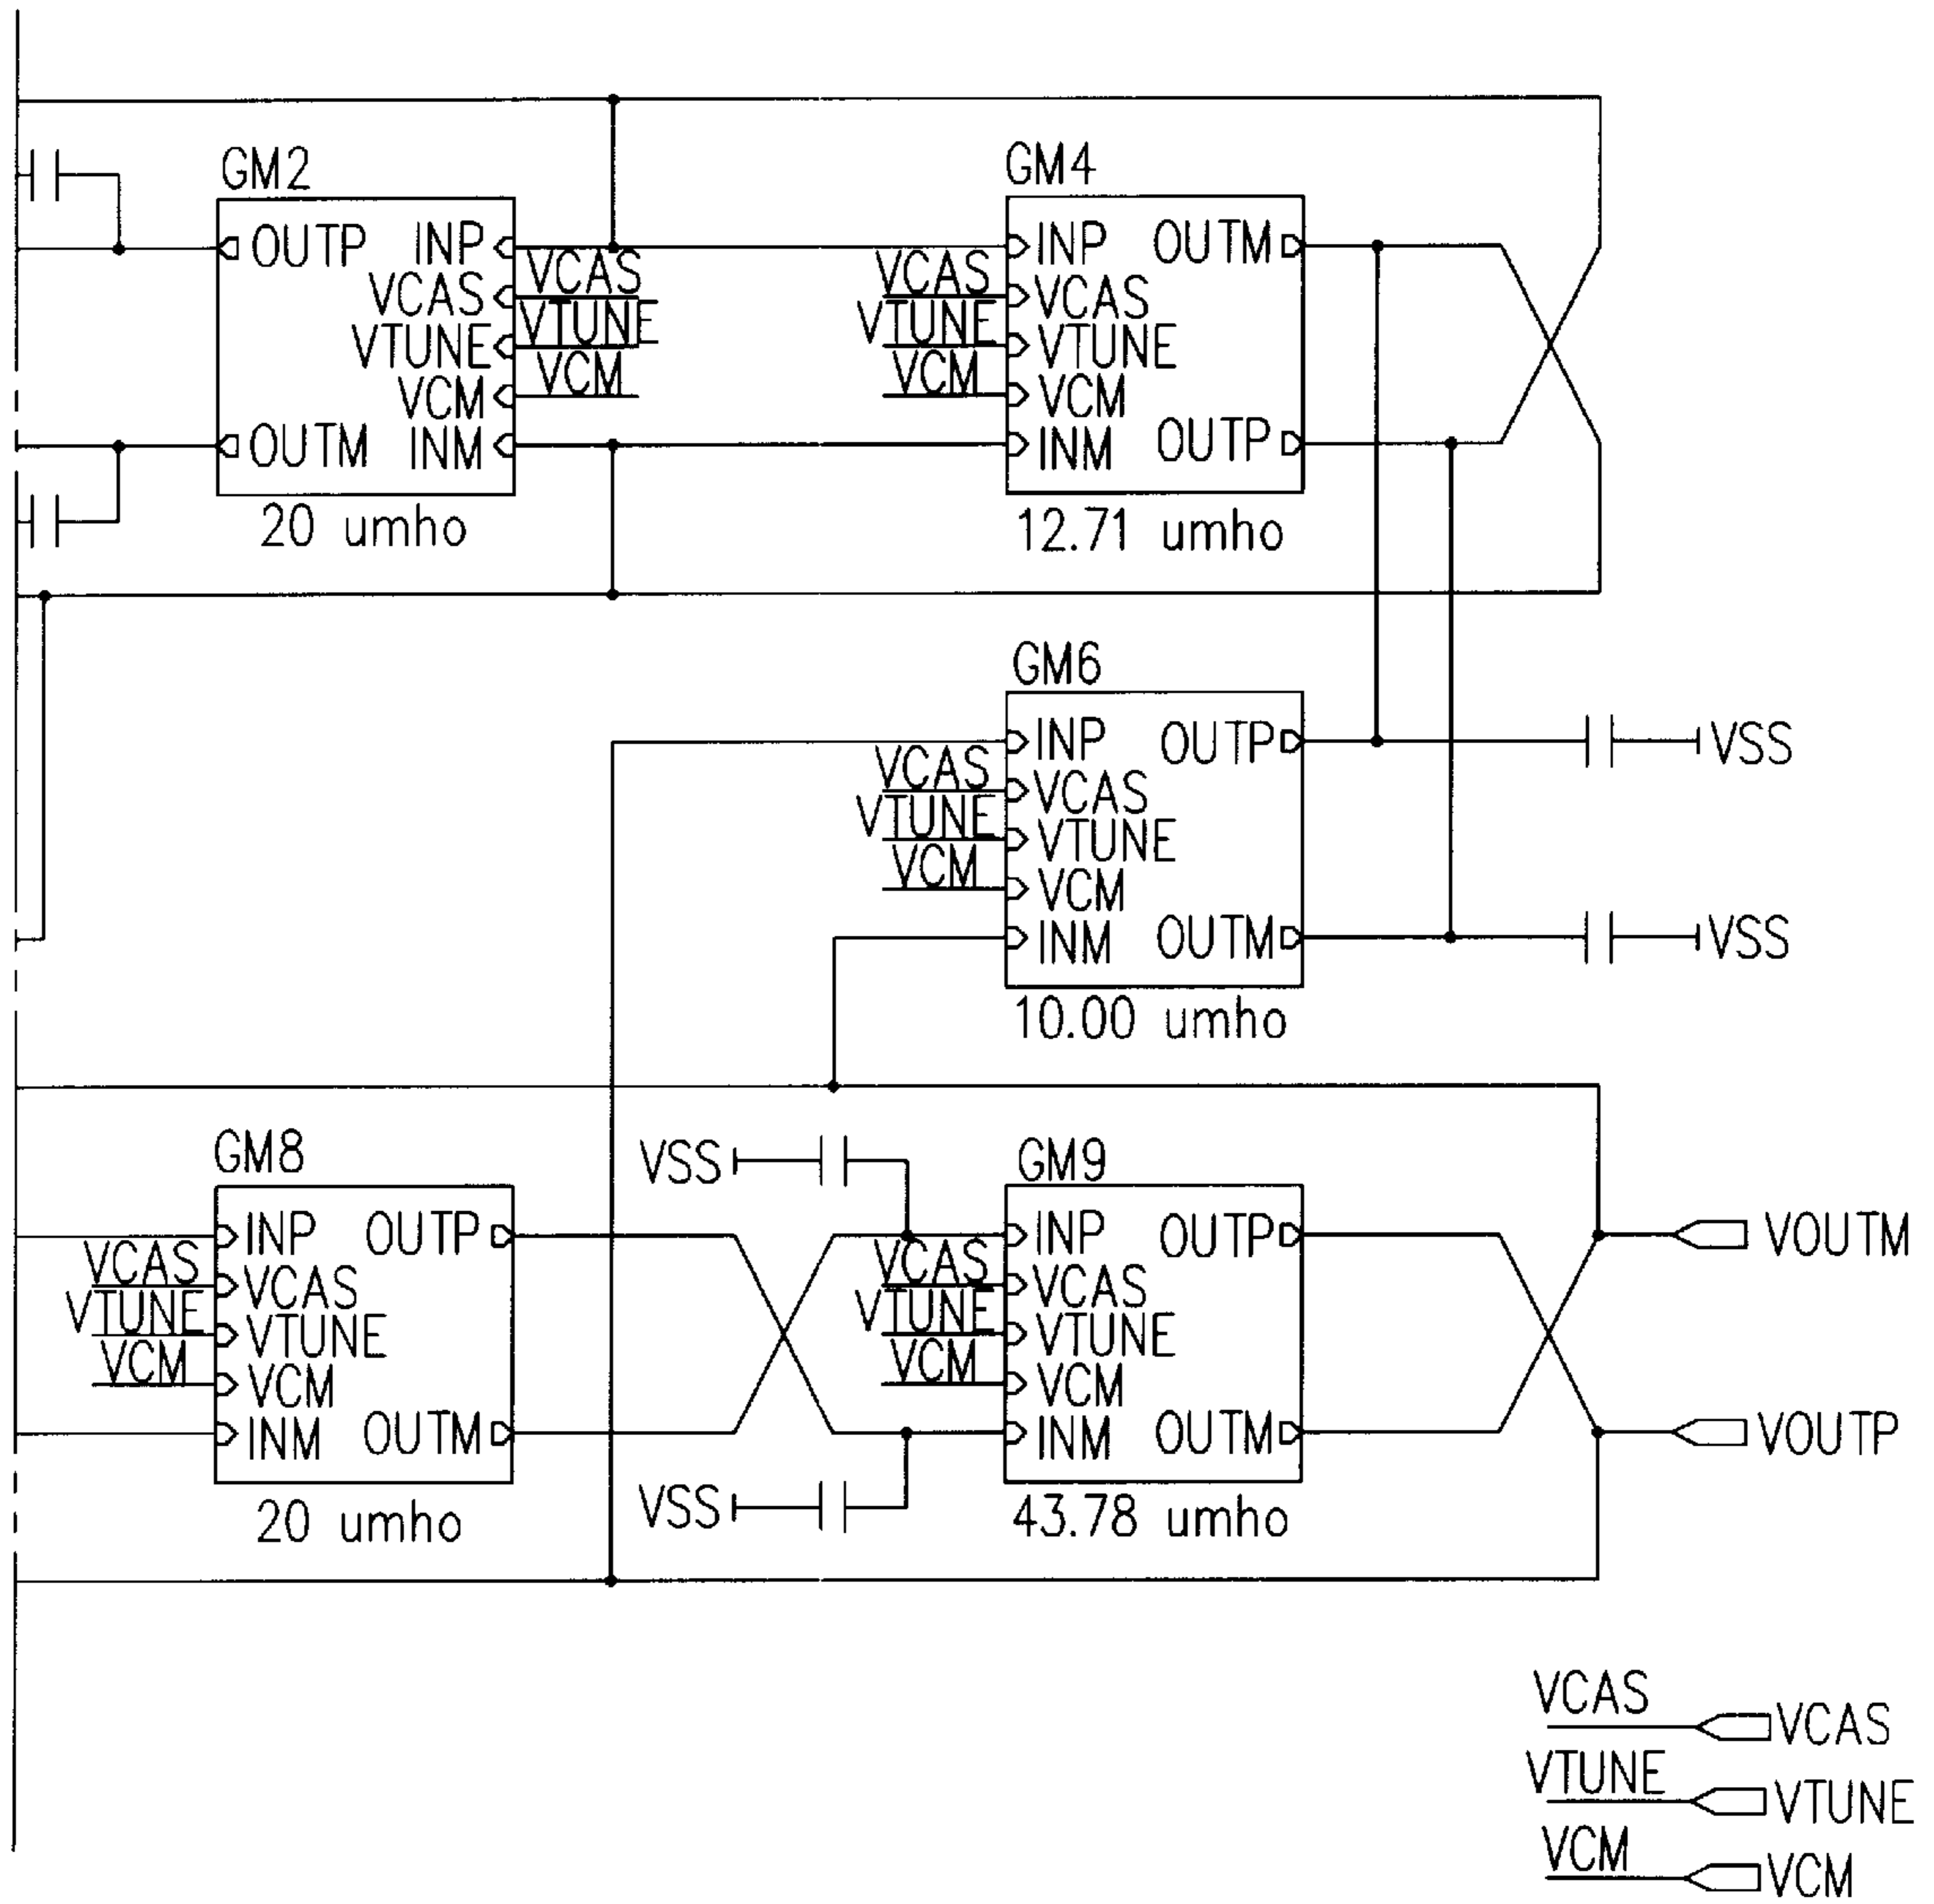 GM2
GM4
OUTP INP
VCAS
VTUNE
VCM
OUTM INM
VCAS
VTUNE
VCM
20 umho
VCAS
VTUNE
VCM
INP OUTM
VCAS
VTUNE
VCM
INM OUTP
12.71 umho
GM6
VCAS
VTUNE
VCM
INP OUTP
VCAS
VTUNE
VCM
INM OUTM
10.00 umho
VSS
VSS
GM8
VCAS
VTUNE
VCM
INP OUTP
VCAS
VTUNE
VCM
INM OUTM
20 umho
VSS
VSS
GM9
VCAS
VTUNE
VCM
INP OUTP
VCAS
VTUNE
VCM
INM OUTM
43.78 umho
VOUTM
VOUTP
VCAS VCAS
VTUNE VTUNE
VCM VCM